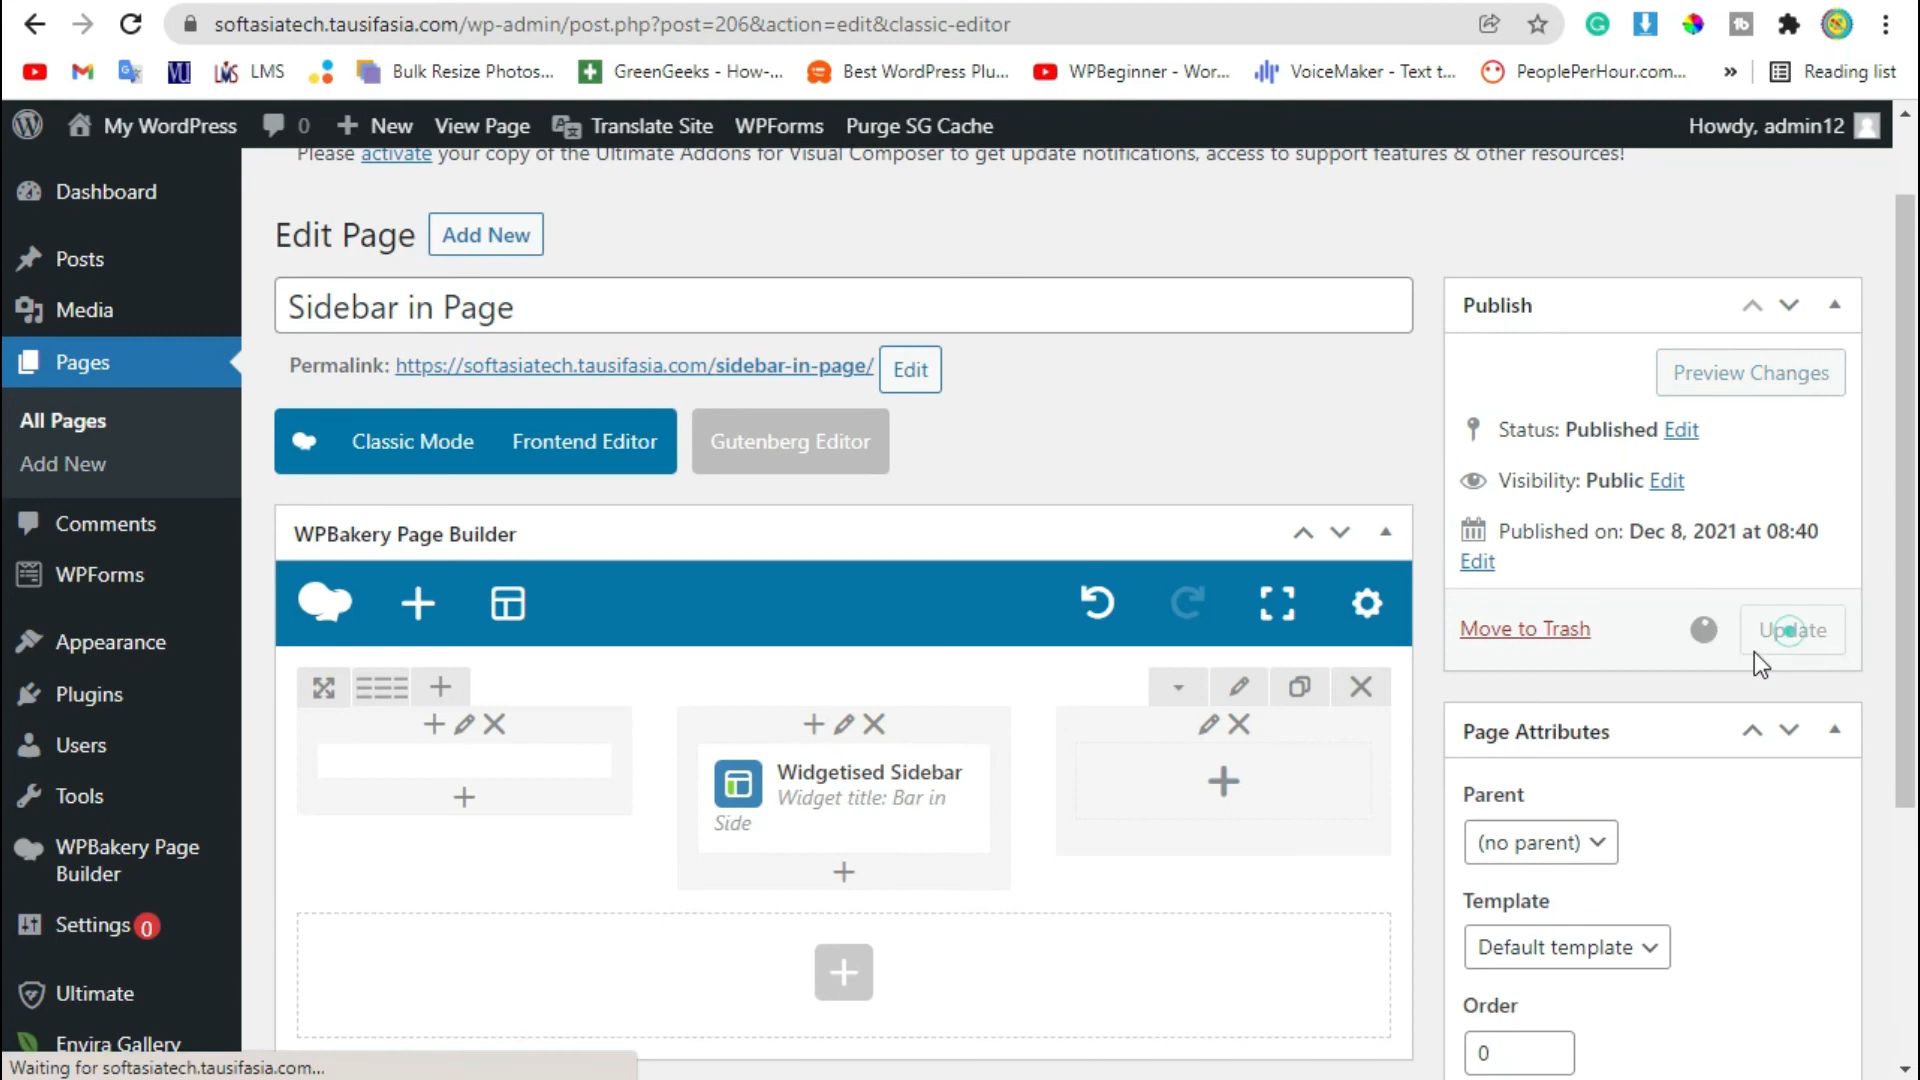 softasiatech.tausifasia.com/wp-admin/post.php?post=206&action=edit&classic-editor
LMS
Bulk Resize Photos...
GreenGeeks - How-...
Best WordPress Plu...
WPBeginner - Wor...
VoiceMaker - Text t...
PeoplePerHour.com...
»
Reading list
My WordPress
0
New
View Page
Translate Site
WPForms
Purge SG Cache
Howdy, admin12
Please activate your copy of the Ultimate Addons for Visual Composer to get update notifications, access to support features & other resources!
Dashboard
Posts
Media
Pages
All Pages
Add New
Comments
WPForms
Appearance
Plugins
Users
Tools
WPBakery Page
Builder
Settings 0
Ultimate
Envira Gallery
Edit Page
Add New
Sidebar in Page
Permalink: https://softasiatech.tausifasia.com/sidebar-in-page/
Edit
Classic Mode
Frontend Editor
Gutenberg Editor
WPBakery Page Builder
Widgetised Sidebar
Widget title: Bar in
Side
Publish
Preview Changes
Status: Published Edit
Visibility: Public Edit
Published on: Dec 8, 2021 at 08:40
Edit
Move to Trash
Update
Page Attributes
Parent
(no parent)
Template
Default template
Order
0
Waiting for softasiatech.tausifasia.com...